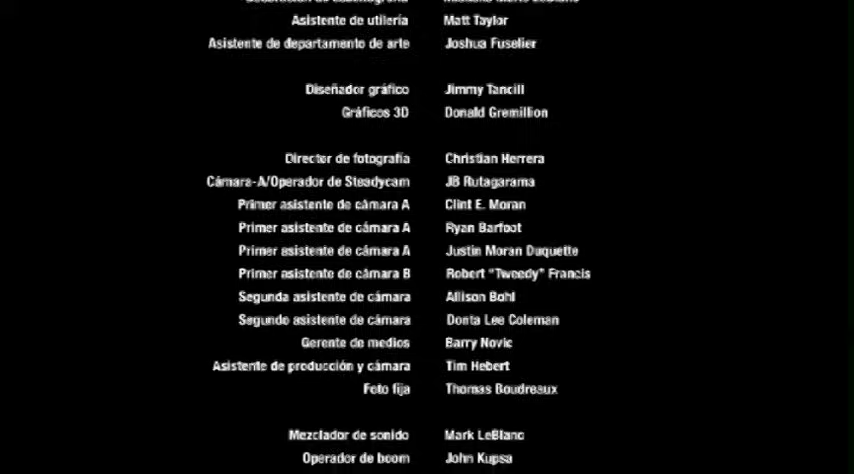 Asistente de utilería Matt Taylor
Asistente de departamento de arte Joshua Fuselier
Diseñador gráfico Jimmy Tancill
Gráficos 3D Donald Gremillion
Director de fotografía Christian Herrera
Cámara-A/Operador de Steadycam JB Rutagarama
Primer asistente de cámara A Clint E. Moran
Primer asistente de cámara A Ryan Barfoot
Primer asistente de cámara A Justin Moran Duquette
Primer asistente de cámara B Robert "Tweedy" Francis
Segunda asistente de cámara Allison Bohl
Segundo asistente de cámara Donta Lee Coleman
Gerente de medios Barry Novic
Asistente de producción y cámara Tim Hebert
Foto fija Thomas Boudreaux
Mezclador de sonido Mark LeBlanc
Operador de boom John Kupsa